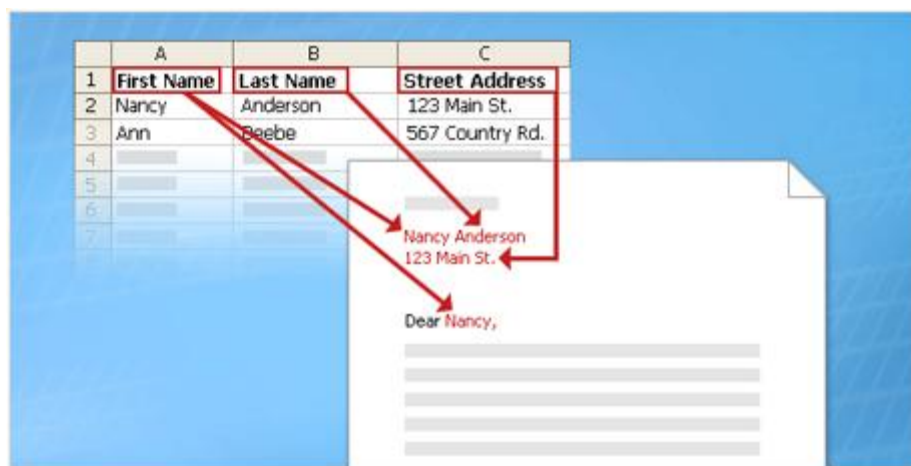 A B C
1 First Name Last Name Street Address
2 Nancy Anderson 123 Main St.
3 Ann Beebe 567 Country Rd.
4
5
6
7
Nancy Anderson
123 Main St.
Dear Nancy,